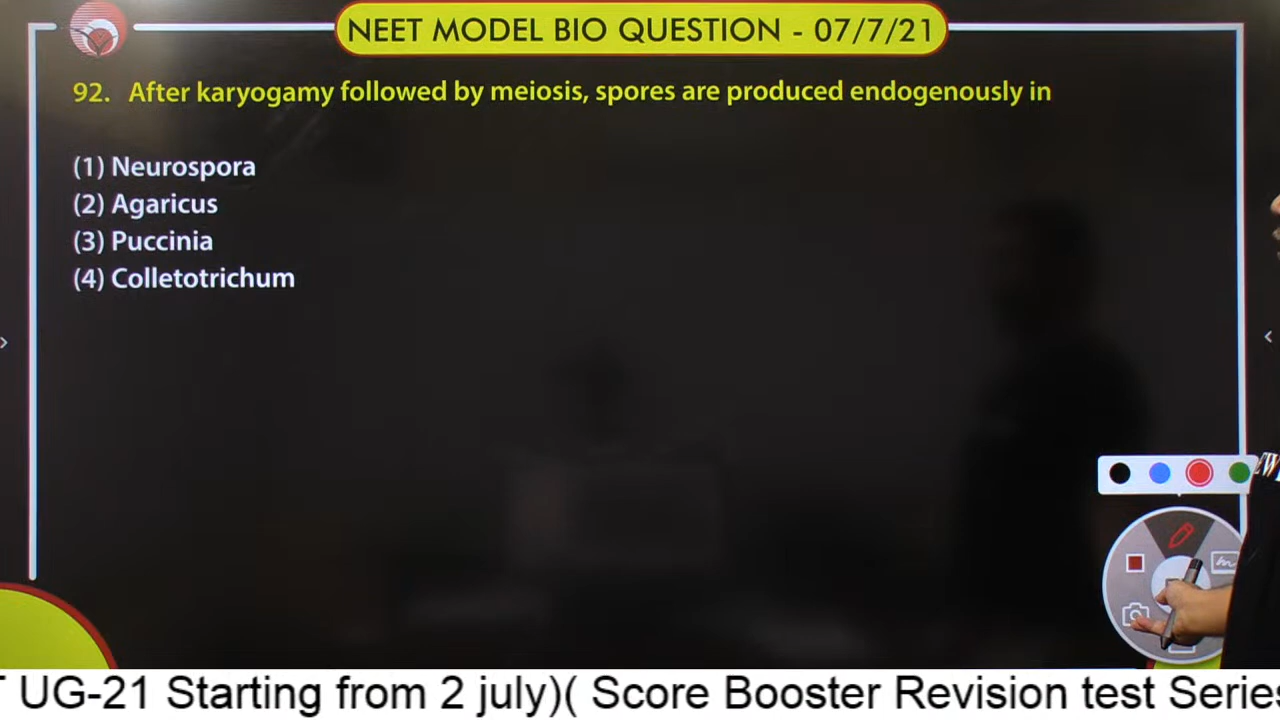 NEET MODEL BIO QUESTION - 07/7/21
92. After karyogamy followed by meiosis, spores are produced endogenously in
(1) Neurospora
(2) Agaricus
(3) Puccinia
(4) Colletotrichum
UG-21 Starting from 2 july)( Score Booster Revision test Series